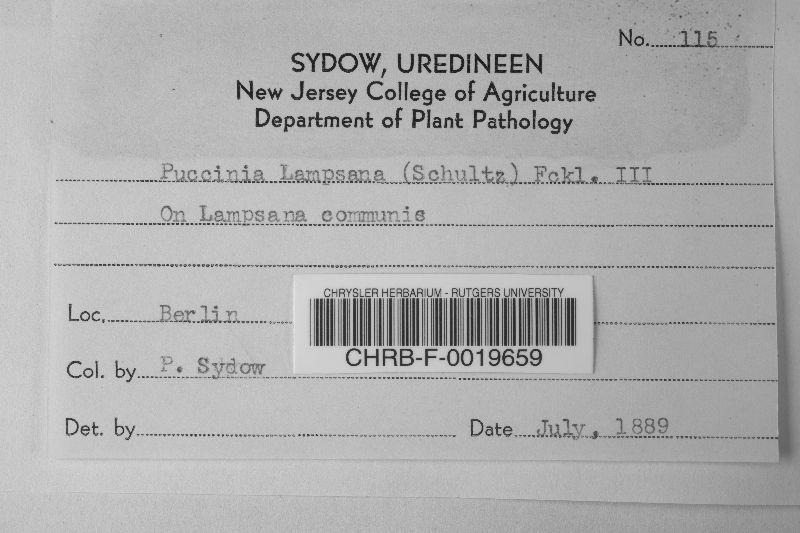 No. 115
SYDOW, UREDINEEN
New Jersey College of Agriculture
Department of Plant Pathology
Puccinia Lampsana (Schultz) Fckl. III
On Lampsana communis
Loc. Berlin
CHRYSLER HERBARIUM - RUTGERS UNIVERSITY
CHRB-F-0019659
Col. by P. Sydow
Det. by
Date July, 1889